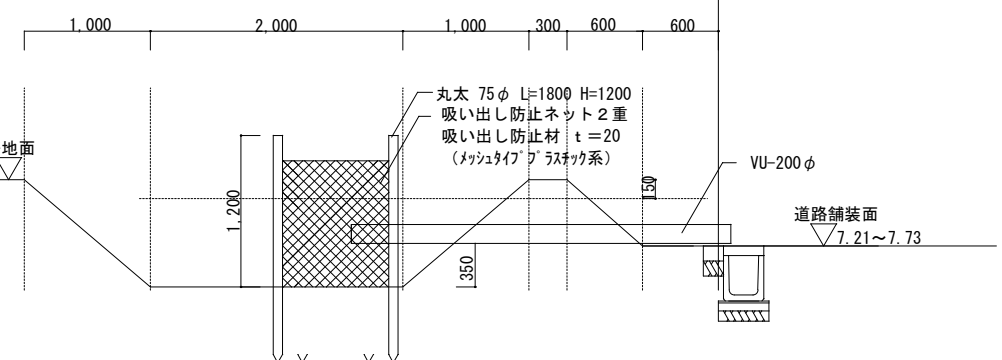 1,000
2,000
1,000
300
600
600
丸太 75φ L=1800 H=1200
吸い出し防止ネット２重
吸い出し防止材 t＝20
(ﾒｯｼｭﾀｲﾌﾟﾌﾟﾗｽﾁｯｸ系)
地面
VU-200φ
150
1,200
道路舗装面
7.21～7.73
350